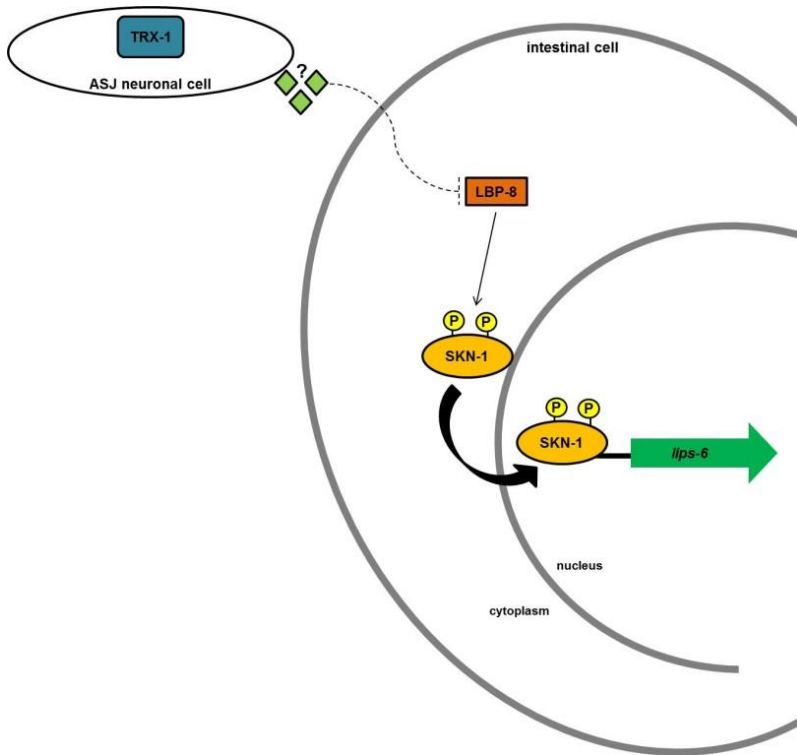 TRX-1
ASJ neuronal cell
?
intestinal cell
LBP-8
P P
SKN-1
P P
SKN-1
lips-6
nucleus
cytoplasm